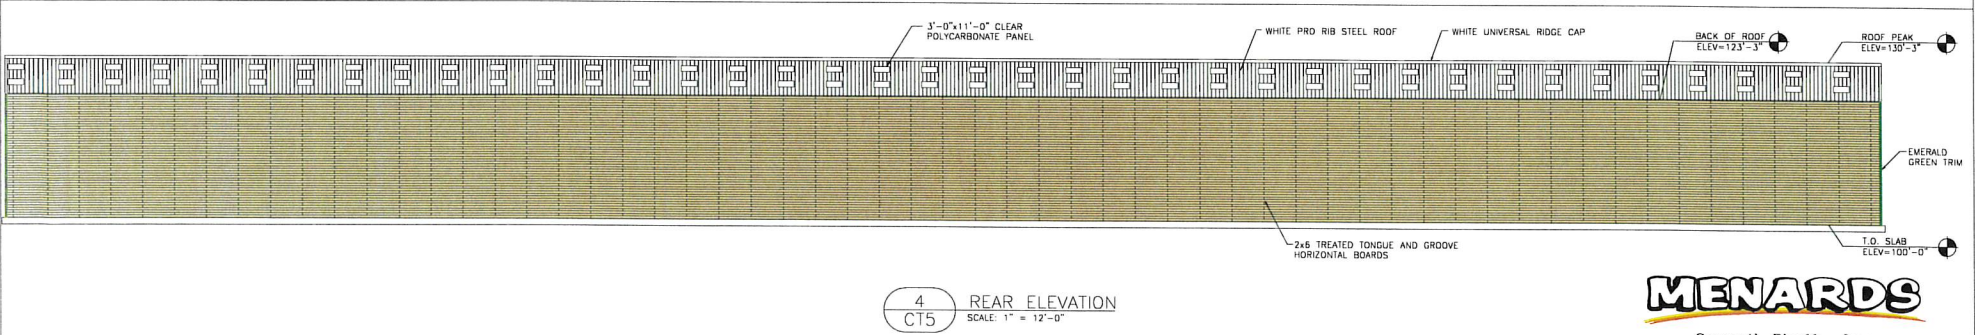 3'-0"x11'-0" CLEAR
POLYCARBONATE PANEL
WHITE PRO RIB STEEL ROOF
WHITE UNIVERSAL RIDGE CAP
BACK OF ROOF
ELEV=123'-3"
ROOF PEAK
ELEV=130'-3"
EMERALD
GREEN TRIM
2x6 TREATED TONGUE AND GROOVE
HORIZONTAL BOARDS
T.O. SLAB
ELEV=100'-0"
4
CT5
REAR ELEVATION
SCALE: 1" = 12'-0"
MENARDS